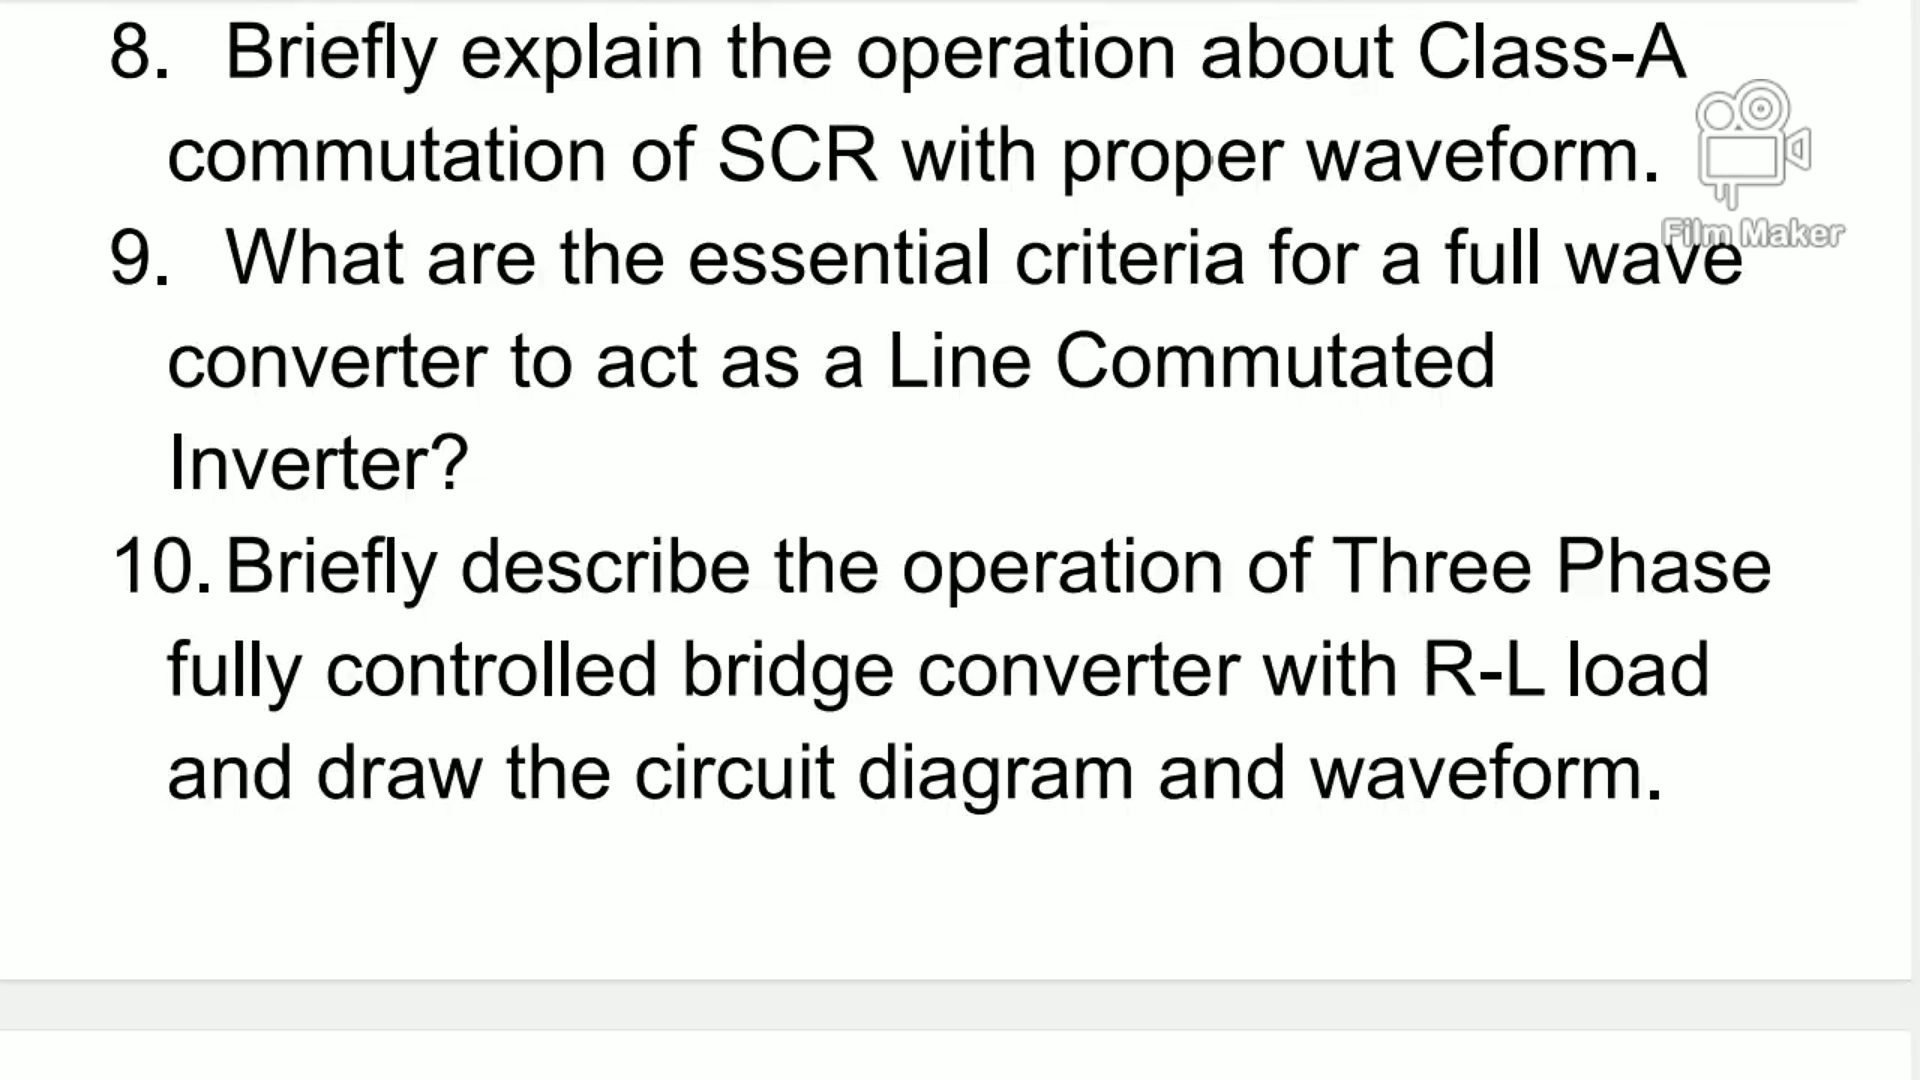 8. Briefly explain the operation about Class-A
commutation of SCR with proper waveform.
Film Maker
9. What are the essential criteria for a full wave
converter to act as a Line Commutated
Inverter?
10. Briefly describe the operation of Three Phase
fully controlled bridge converter with R-L load
and draw the circuit diagram and waveform.